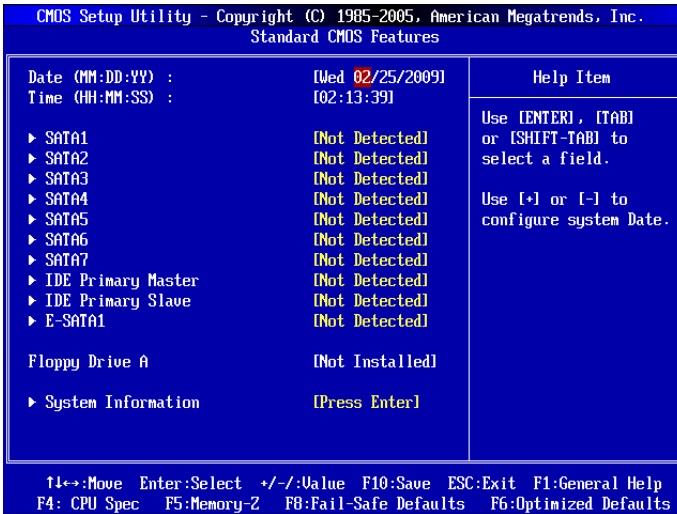 CMOS Setup Utility - Copyright (C) 1985-2005, American Megatrends, Inc.
Standard CMOS Features
Date (MM:DD:YY) : [Wed 02/25/2009]
Time (HH:MM:SS) : [02:13:39]
▶ SATA1 [Not Detected]
▶ SATA2 [Not Detected]
▶ SATA3 [Not Detected]
▶ SATA4 [Not Detected]
▶ SATA5 [Not Detected]
▶ SATA6 [Not Detected]
▶ SATA7 [Not Detected]
▶ IDE Primary Master [Not Detected]
▶ IDE Primary Slave [Not Detected]
▶ E-SATA1 [Not Detected]
Floppy Drive A [Not Installed]
▶ System Information [Press Enter]
Help Item
Use [ENTER], [TAB]
or [SHIFT-TAB] to
select a field.
Use [+] or [-] to
configure system Date.
↑↓←→:Move Enter:Select +/-/:Value F10:Save ESC:Exit F1:General Help
F4: CPU Spec F5:Memory-Z F8:Fail-Safe Defaults F6:Optimized Defaults